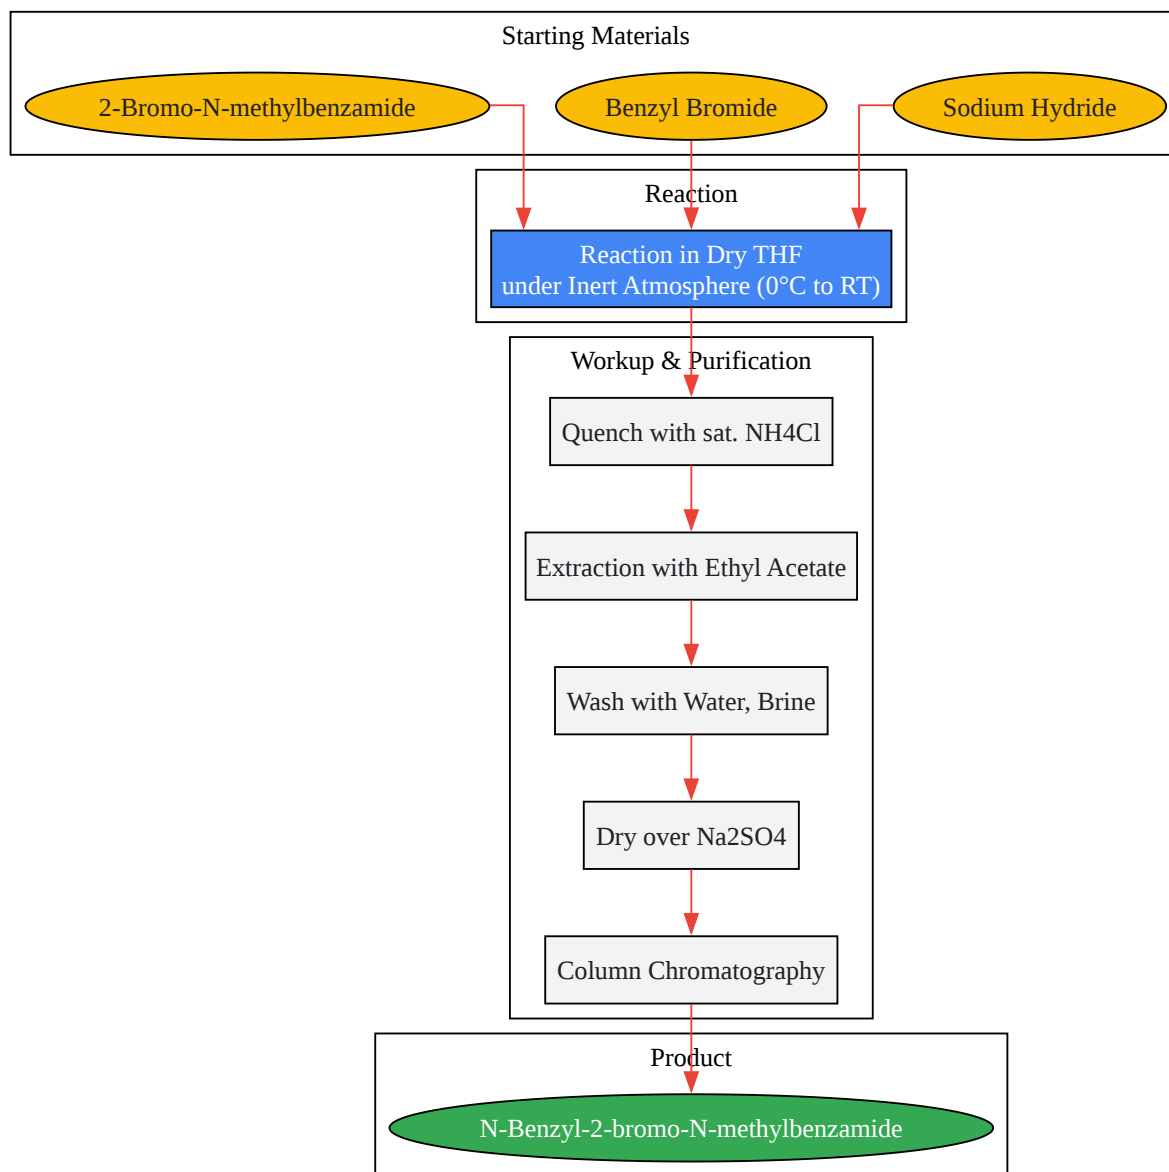 Starting Materials
2-Bromo-N-methylbenzamide
Benzyl Bromide
Sodium Hydride
Reaction
Reaction in Dry THF
under Inert Atmosphere (0°C to RT)
Workup & Purification
Quench with sat. NH4Cl
Extraction with Ethyl Acetate
Wash with Water, Brine
Dry over Na2SO4
Column Chromatography
Product
N-Benzyl-2-bromo-N-methylbenzamide